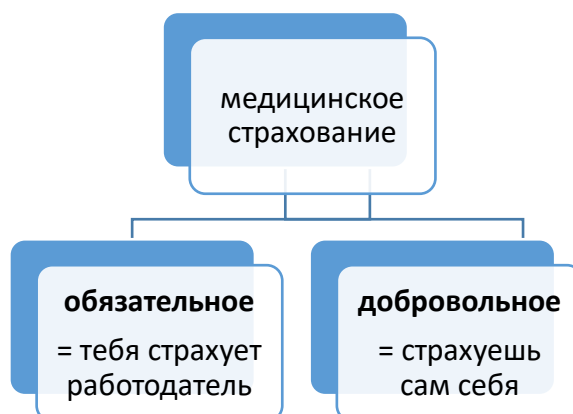 медицинское
страхование
обязательное
= тебя страхует
работодатель
добровольное
= страхуешь
сам себя